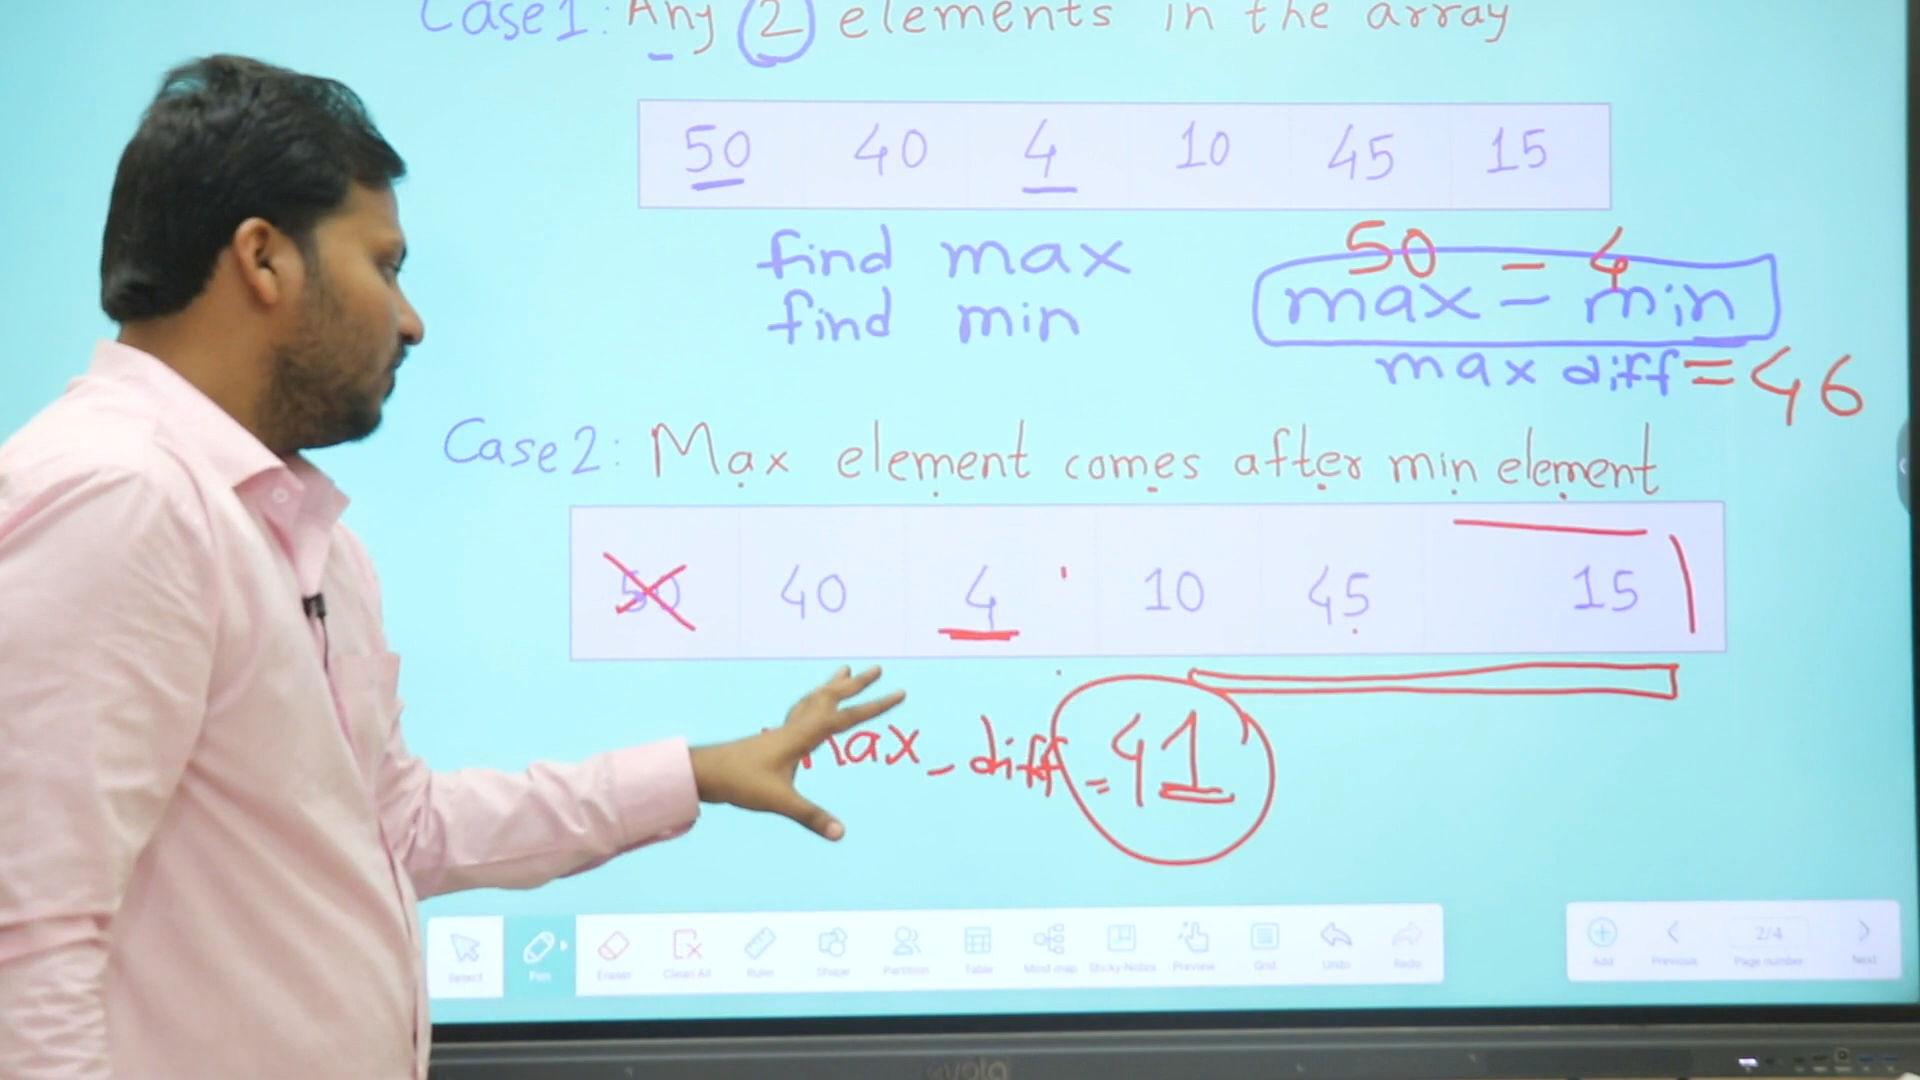 Case1: Any 2 elements in the array
50 40 4 10 45 15
find max
find min
50 - 4
max - min
max diff = 46
Case2: Max element comes after min element
50 40 4 10 45 15
max_diff = 41
Select Pen Eraser Clean All Ruler Shape Partition Table Mind map Sticky Notes Preview Grid Undo Redo
Add Previous 2/4 Page number Next